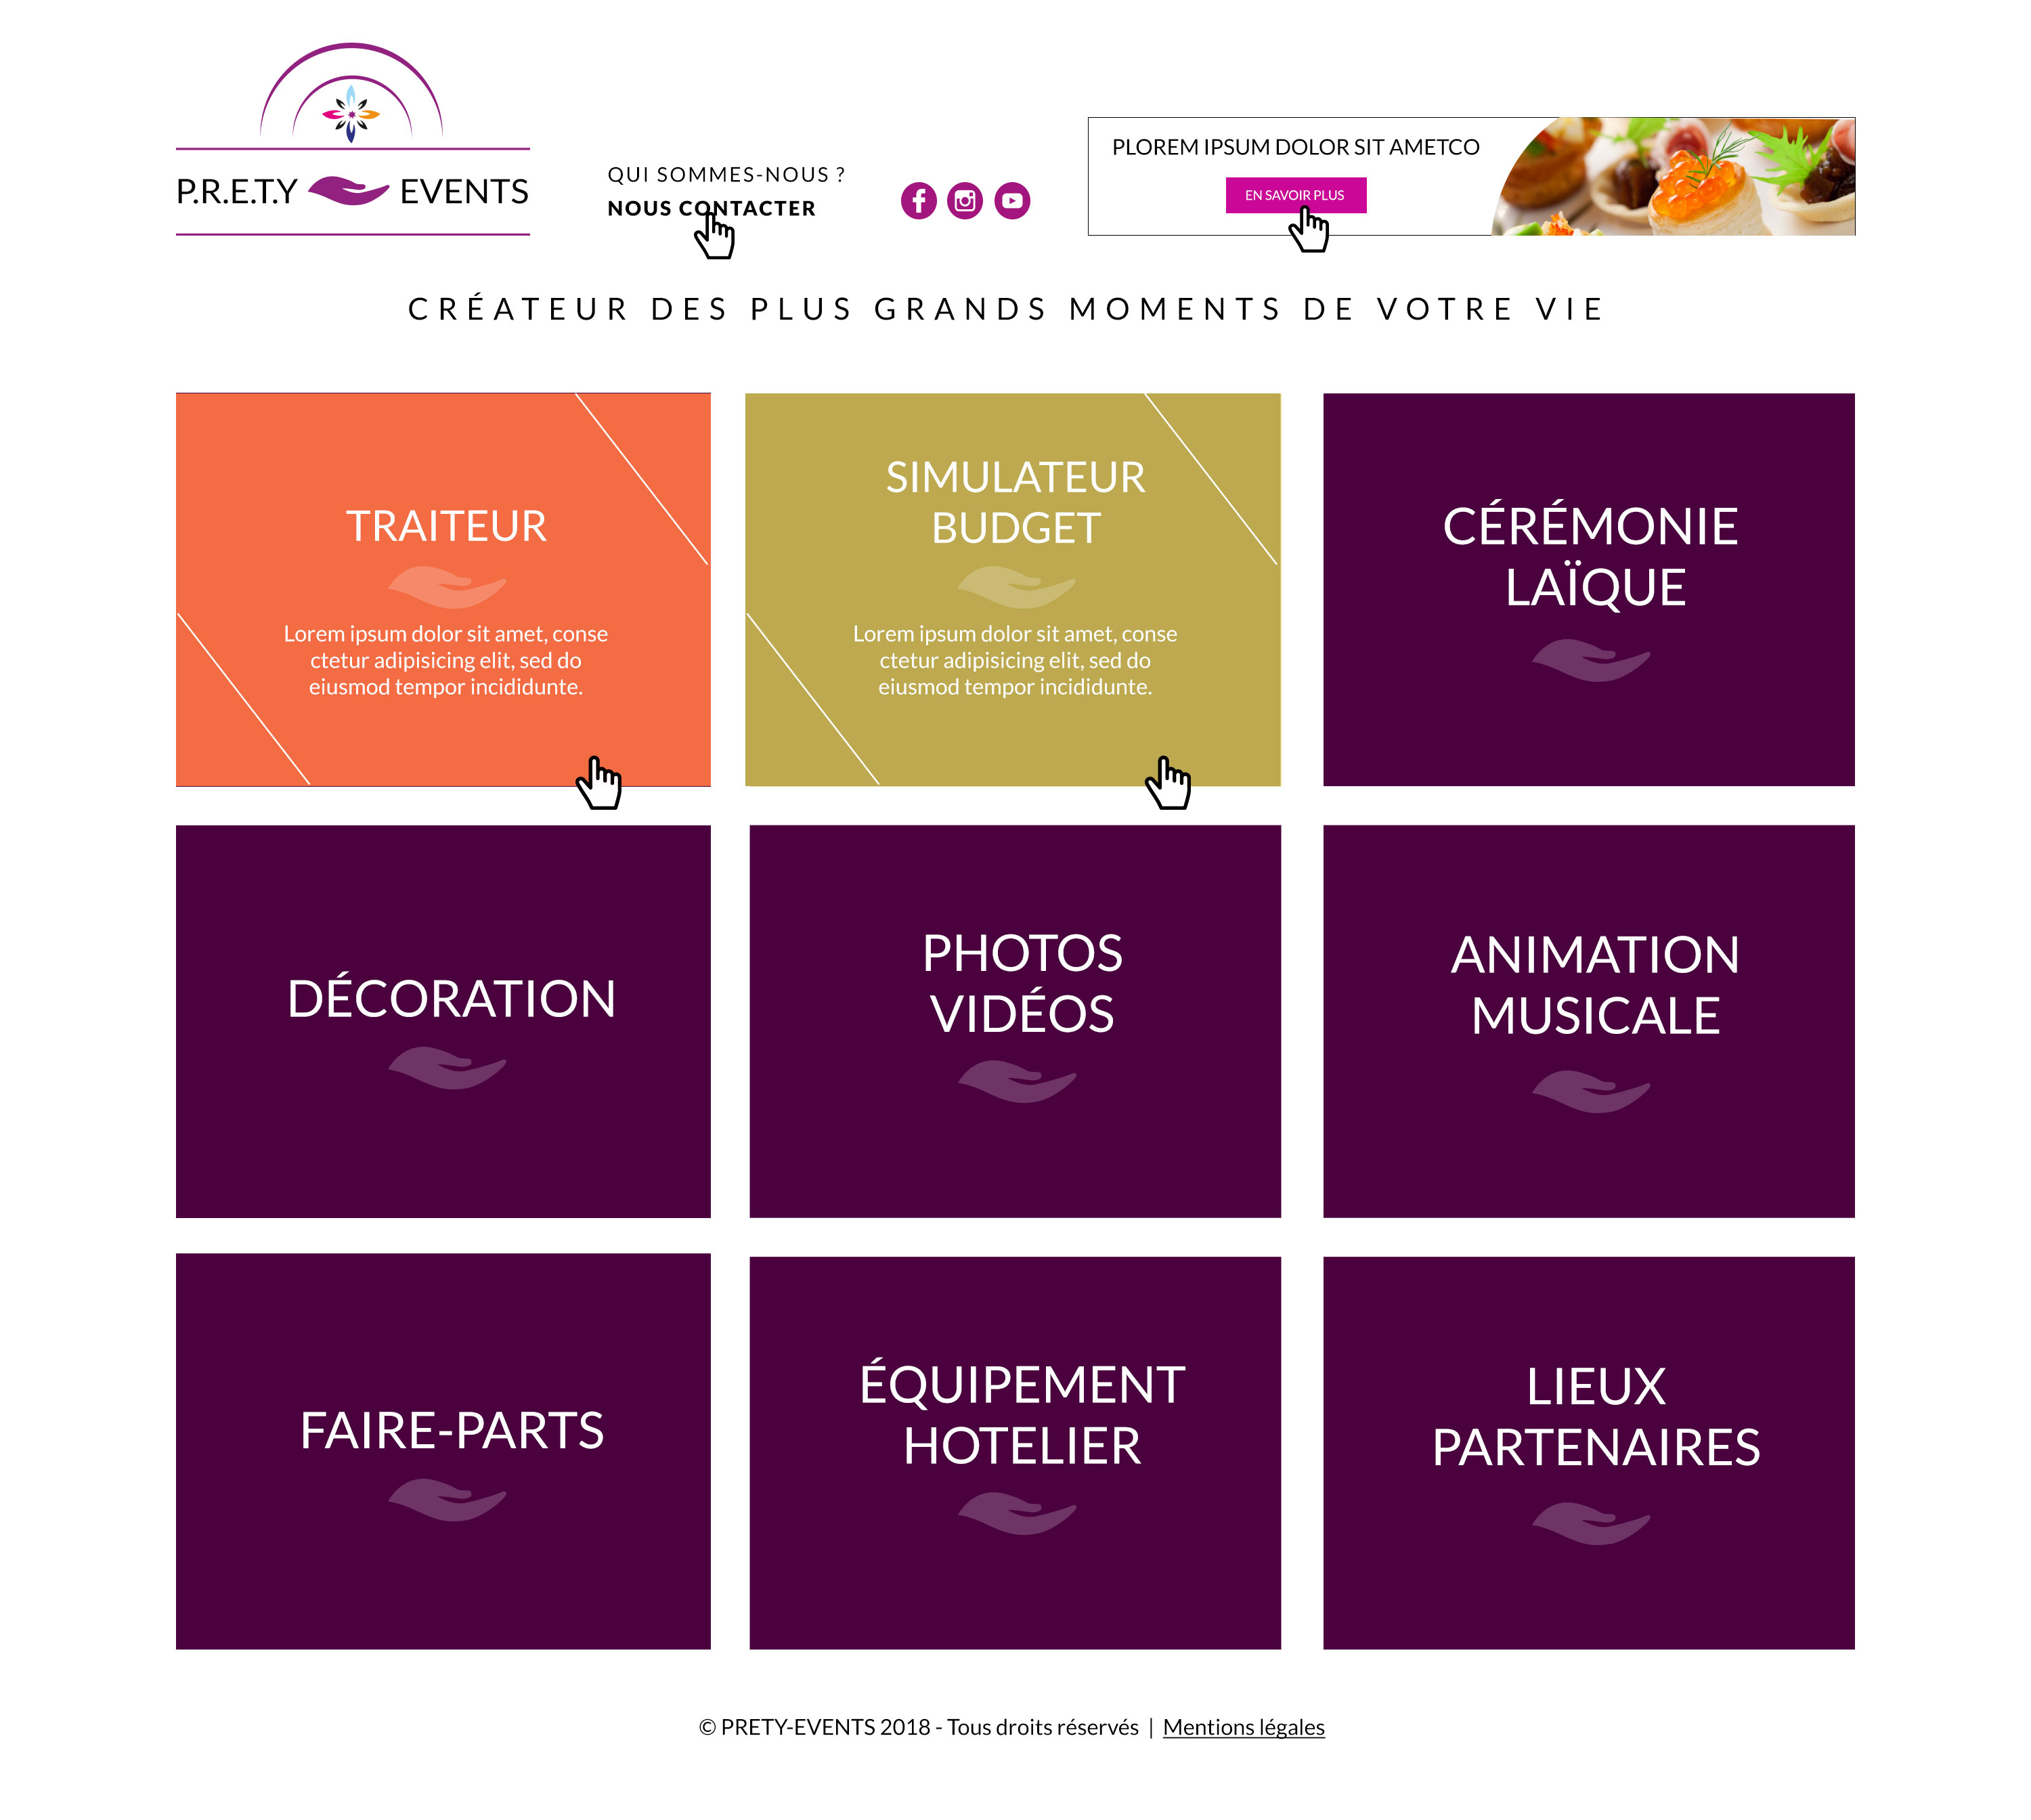 P.R.E.T.Y EVENTS
QUI SOMMES-NOUS ?
NOUS CONTACTER
PLOREM IPSUM DOLOR SIT AMETCO
EN SAVOIR PLUS
CRÉATEUR DES PLUS GRANDS MOMENTS DE VOTRE VIE
TRAITEUR
Lorem ipsum dolor sit amet, conse
ctetur adipisicing elit, sed do
eiusmod tempor incididunte.
SIMULATEUR
BUDGET
Lorem ipsum dolor sit amet, conse
ctetur adipisicing elit, sed do
eiusmod tempor incididunte.
CÉRÉMONIE
LAÏQUE
DÉCORATION
PHOTOS
VIDÉOS
ANIMATION
MUSICALE
FAIRE-PARTS
ÉQUIPEMENT
HOTELIER
LIEUX
PARTENAIRES
© PRETY-EVENTS 2018 - Tous droits réservés | Mentions légales